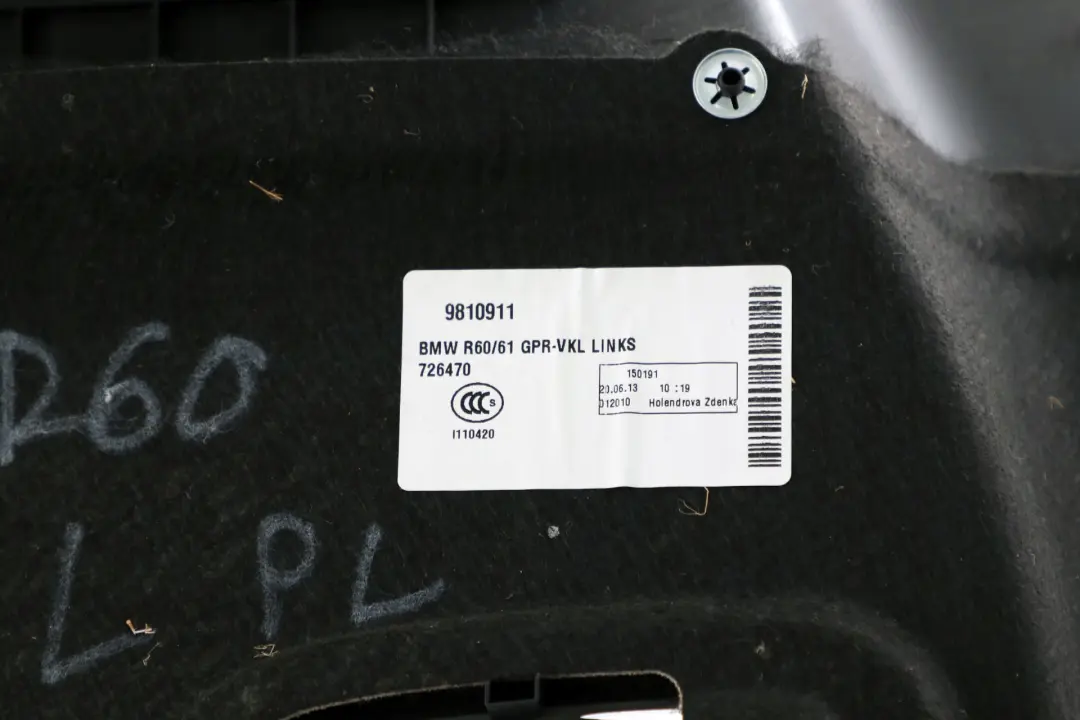 9810911
BMW R60/61 GPR-VKL LINKS
726470
150191
20.06.13 10:19
012010 Holendrova Zdenka
CCC S
I110420
R60
L PL